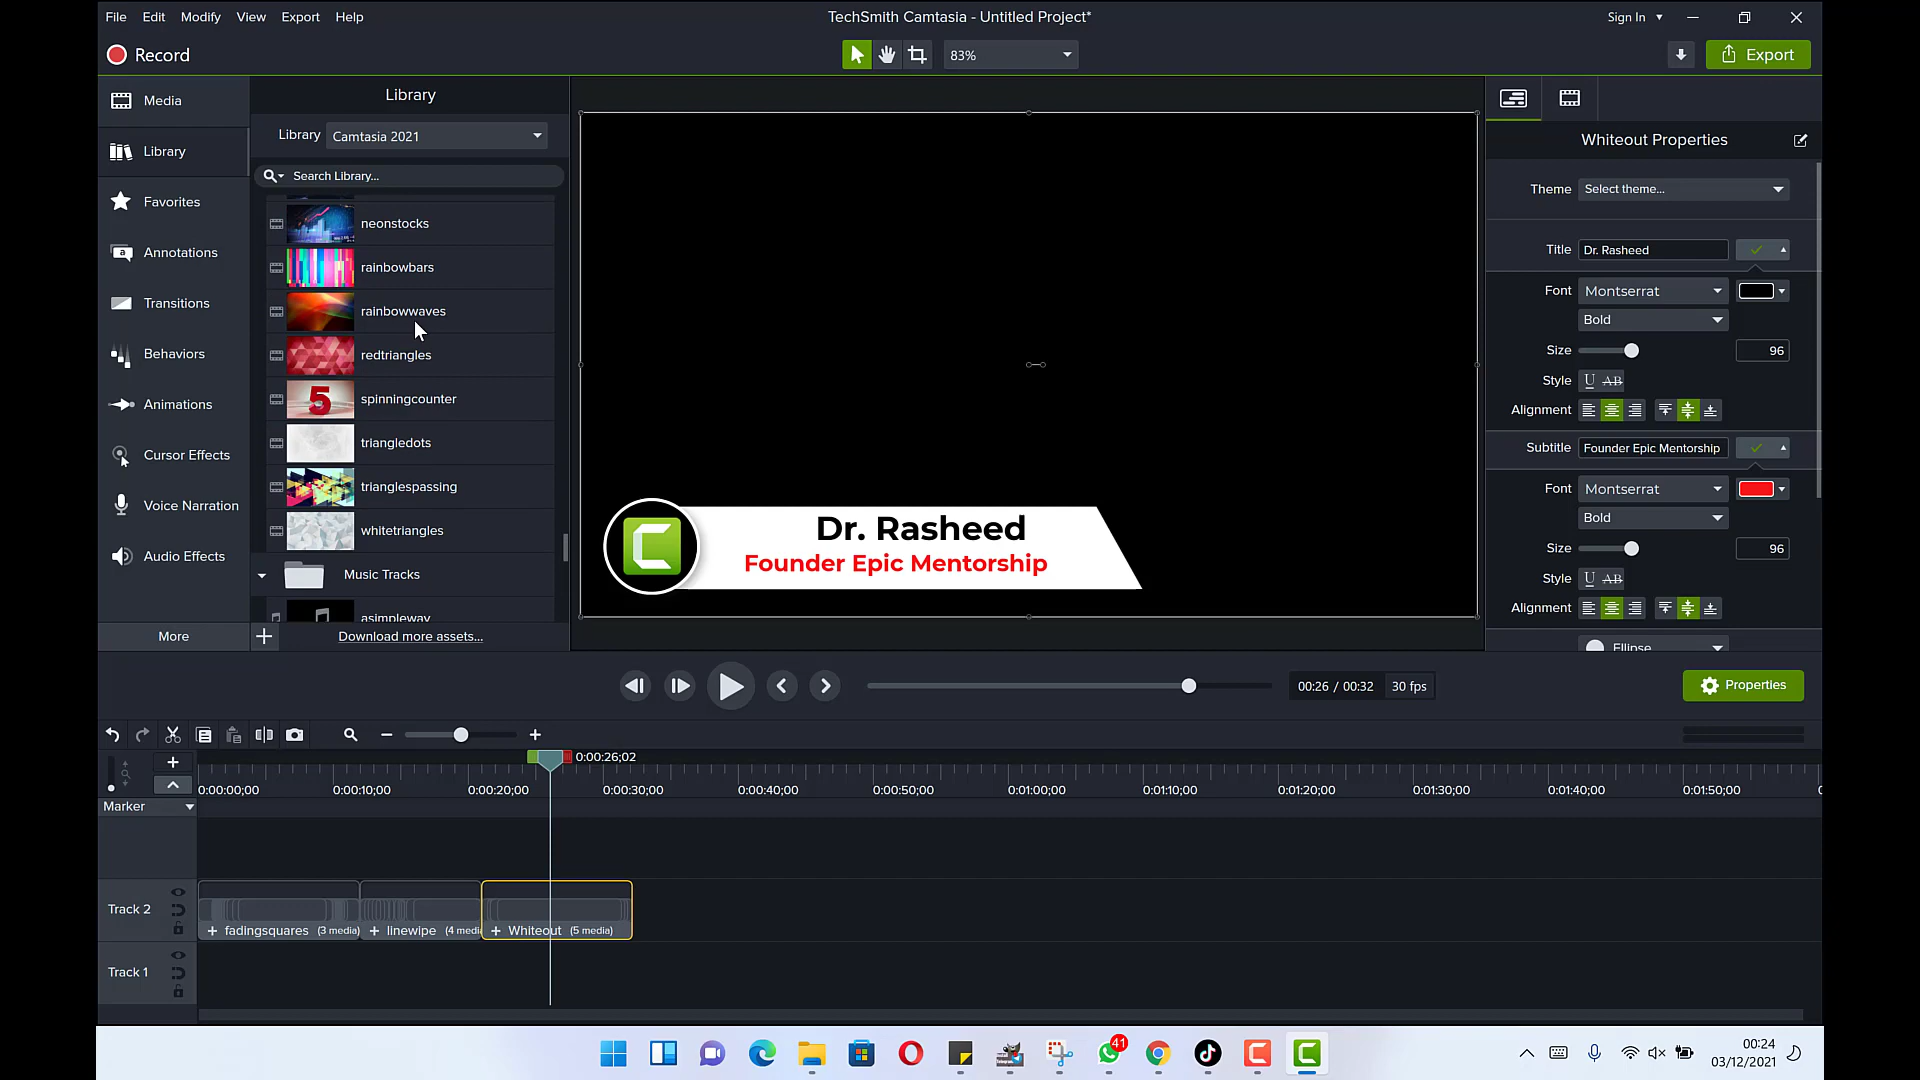 File Edit Modify View Export Help
TechSmith Camtasia - Untitled Project*
Sign In
Record
83%
Export
Media
Library
Favorites
Annotations
Transitions
Behaviors
Animations
Cursor Effects
Voice Narration
Audio Effects
More
Library
Library Camtasia 2021
Search Library...
neonstocks
rainbowbars
rainbowwaves
redtriangles
5
spinningcounter
triangledots
trianglespassing
whitetriangles
Music Tracks
asimpleway
Download more assets...
Dr. Rasheed
Founder Epic Mentorship
Whiteout Properties
Theme Select theme...
Title Dr. Rasheed
Font Montserrat
Bold
Size 96
Style U AB
Alignment
Subtitle Founder Epic Mentorship
Font Montserrat
Bold
Size 96
Style U AB
Alignment
Ellipse
00:26 / 00:32 30 fps
Properties
0:00:26;02
0:00:00;00 0:00:10;00 0:00:20;00 0:00:30;00 0:00:40;00 0:00:50;00 0:01:00;00 0:01:10;00 0:01:20;00 0:01:30;00 0:01:40;00 0:01:50;00
Marker
Track 2
+ fadingsquares (3 media) + linewipe (4 medi + Whiteout (5 media)
Track 1
41
00:24
03/12/2021